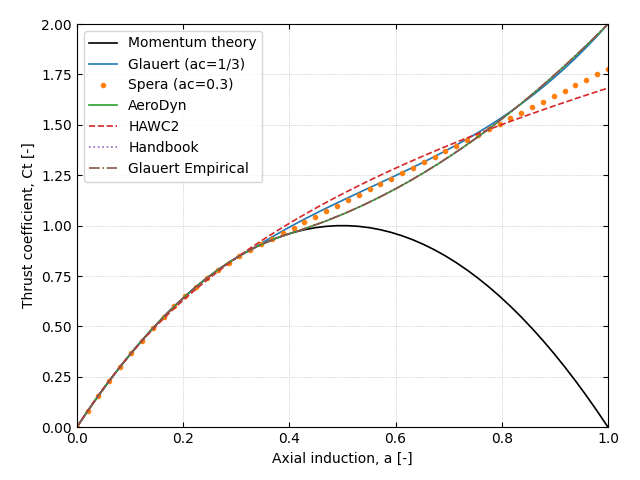 2.00
1.75
1.50
1.25
1.00
0.75
0.50
0.25
0.00
Thrust coefficient, Ct [-]
Momentum theory
Glauert (ac=1/3)
Spera (ac=0.3)
AeroDyn
HAWC2
Handbook
Glauert Empirical
0.0 0.2 0.4 0.6 0.8 1.0
Axial induction, a [-]